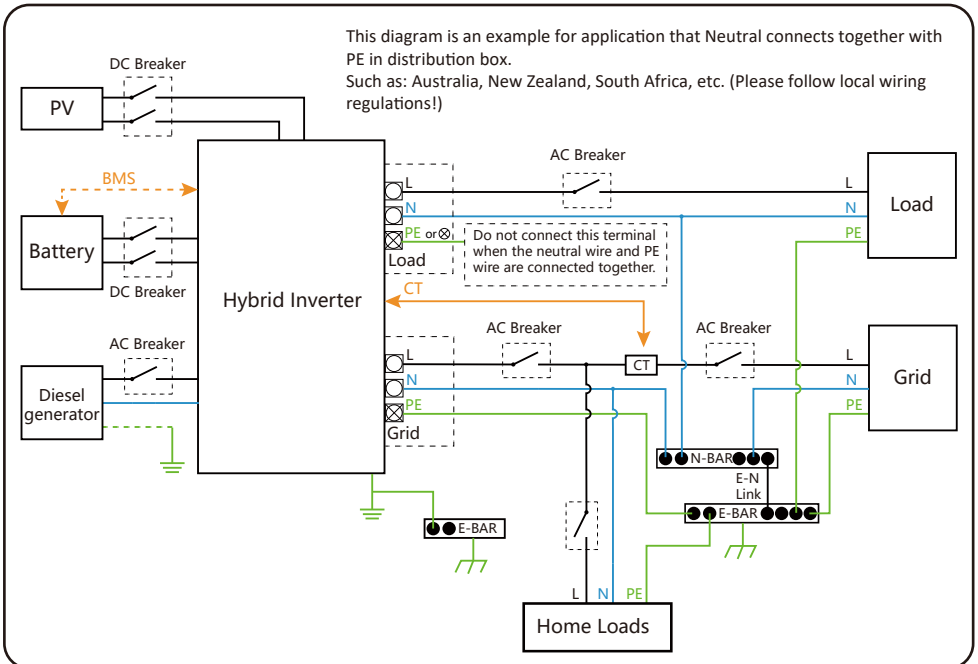 This diagram is an example for application that Neutral connects together with
PE in distribution box.
Such as: Australia, New Zealand, South Africa, etc. (Please follow local wiring
regulations!)
DC Breaker
PV
AC Breaker
BMS
L
L
N
N
Load
Battery
PE or⊗
Do not connect this terminal
when the neutral wire and PE
wire are connected together.
PE
Load
DC Breaker
CT
Hybrid Inverter
AC Breaker
AC Breaker
AC Breaker
L
CT
L
Diesel
generator
N
N
Grid
PE
PE
Grid
N-BAR
E-N
Link
E-BAR
E-BAR
L
N
PE
Home Loads